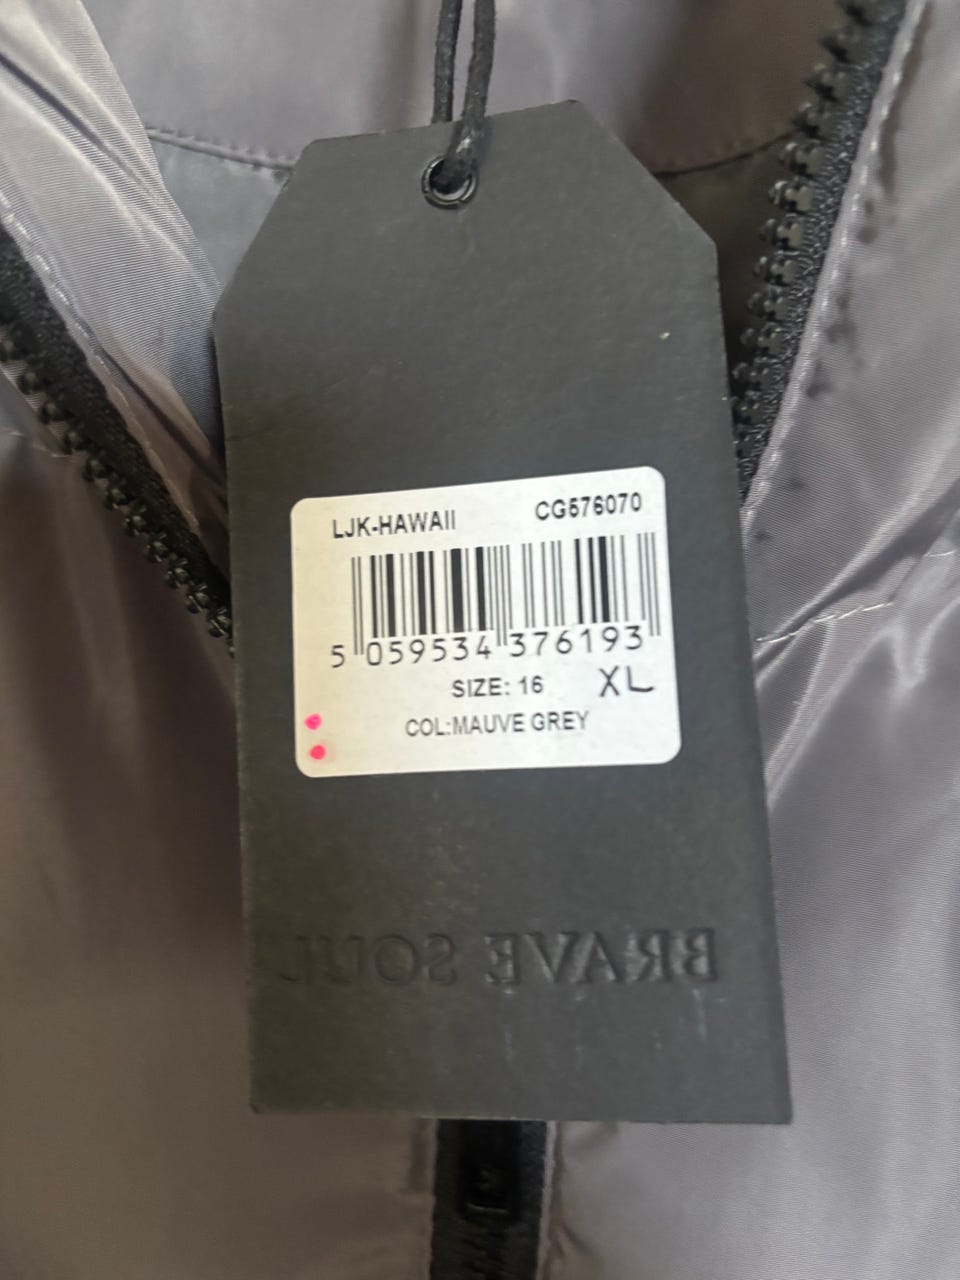 LJK-HAWAII CG576070
5 059534 376193
SIZE: 16 XL
COL:MAUVE GREY
BRAVE SOUL